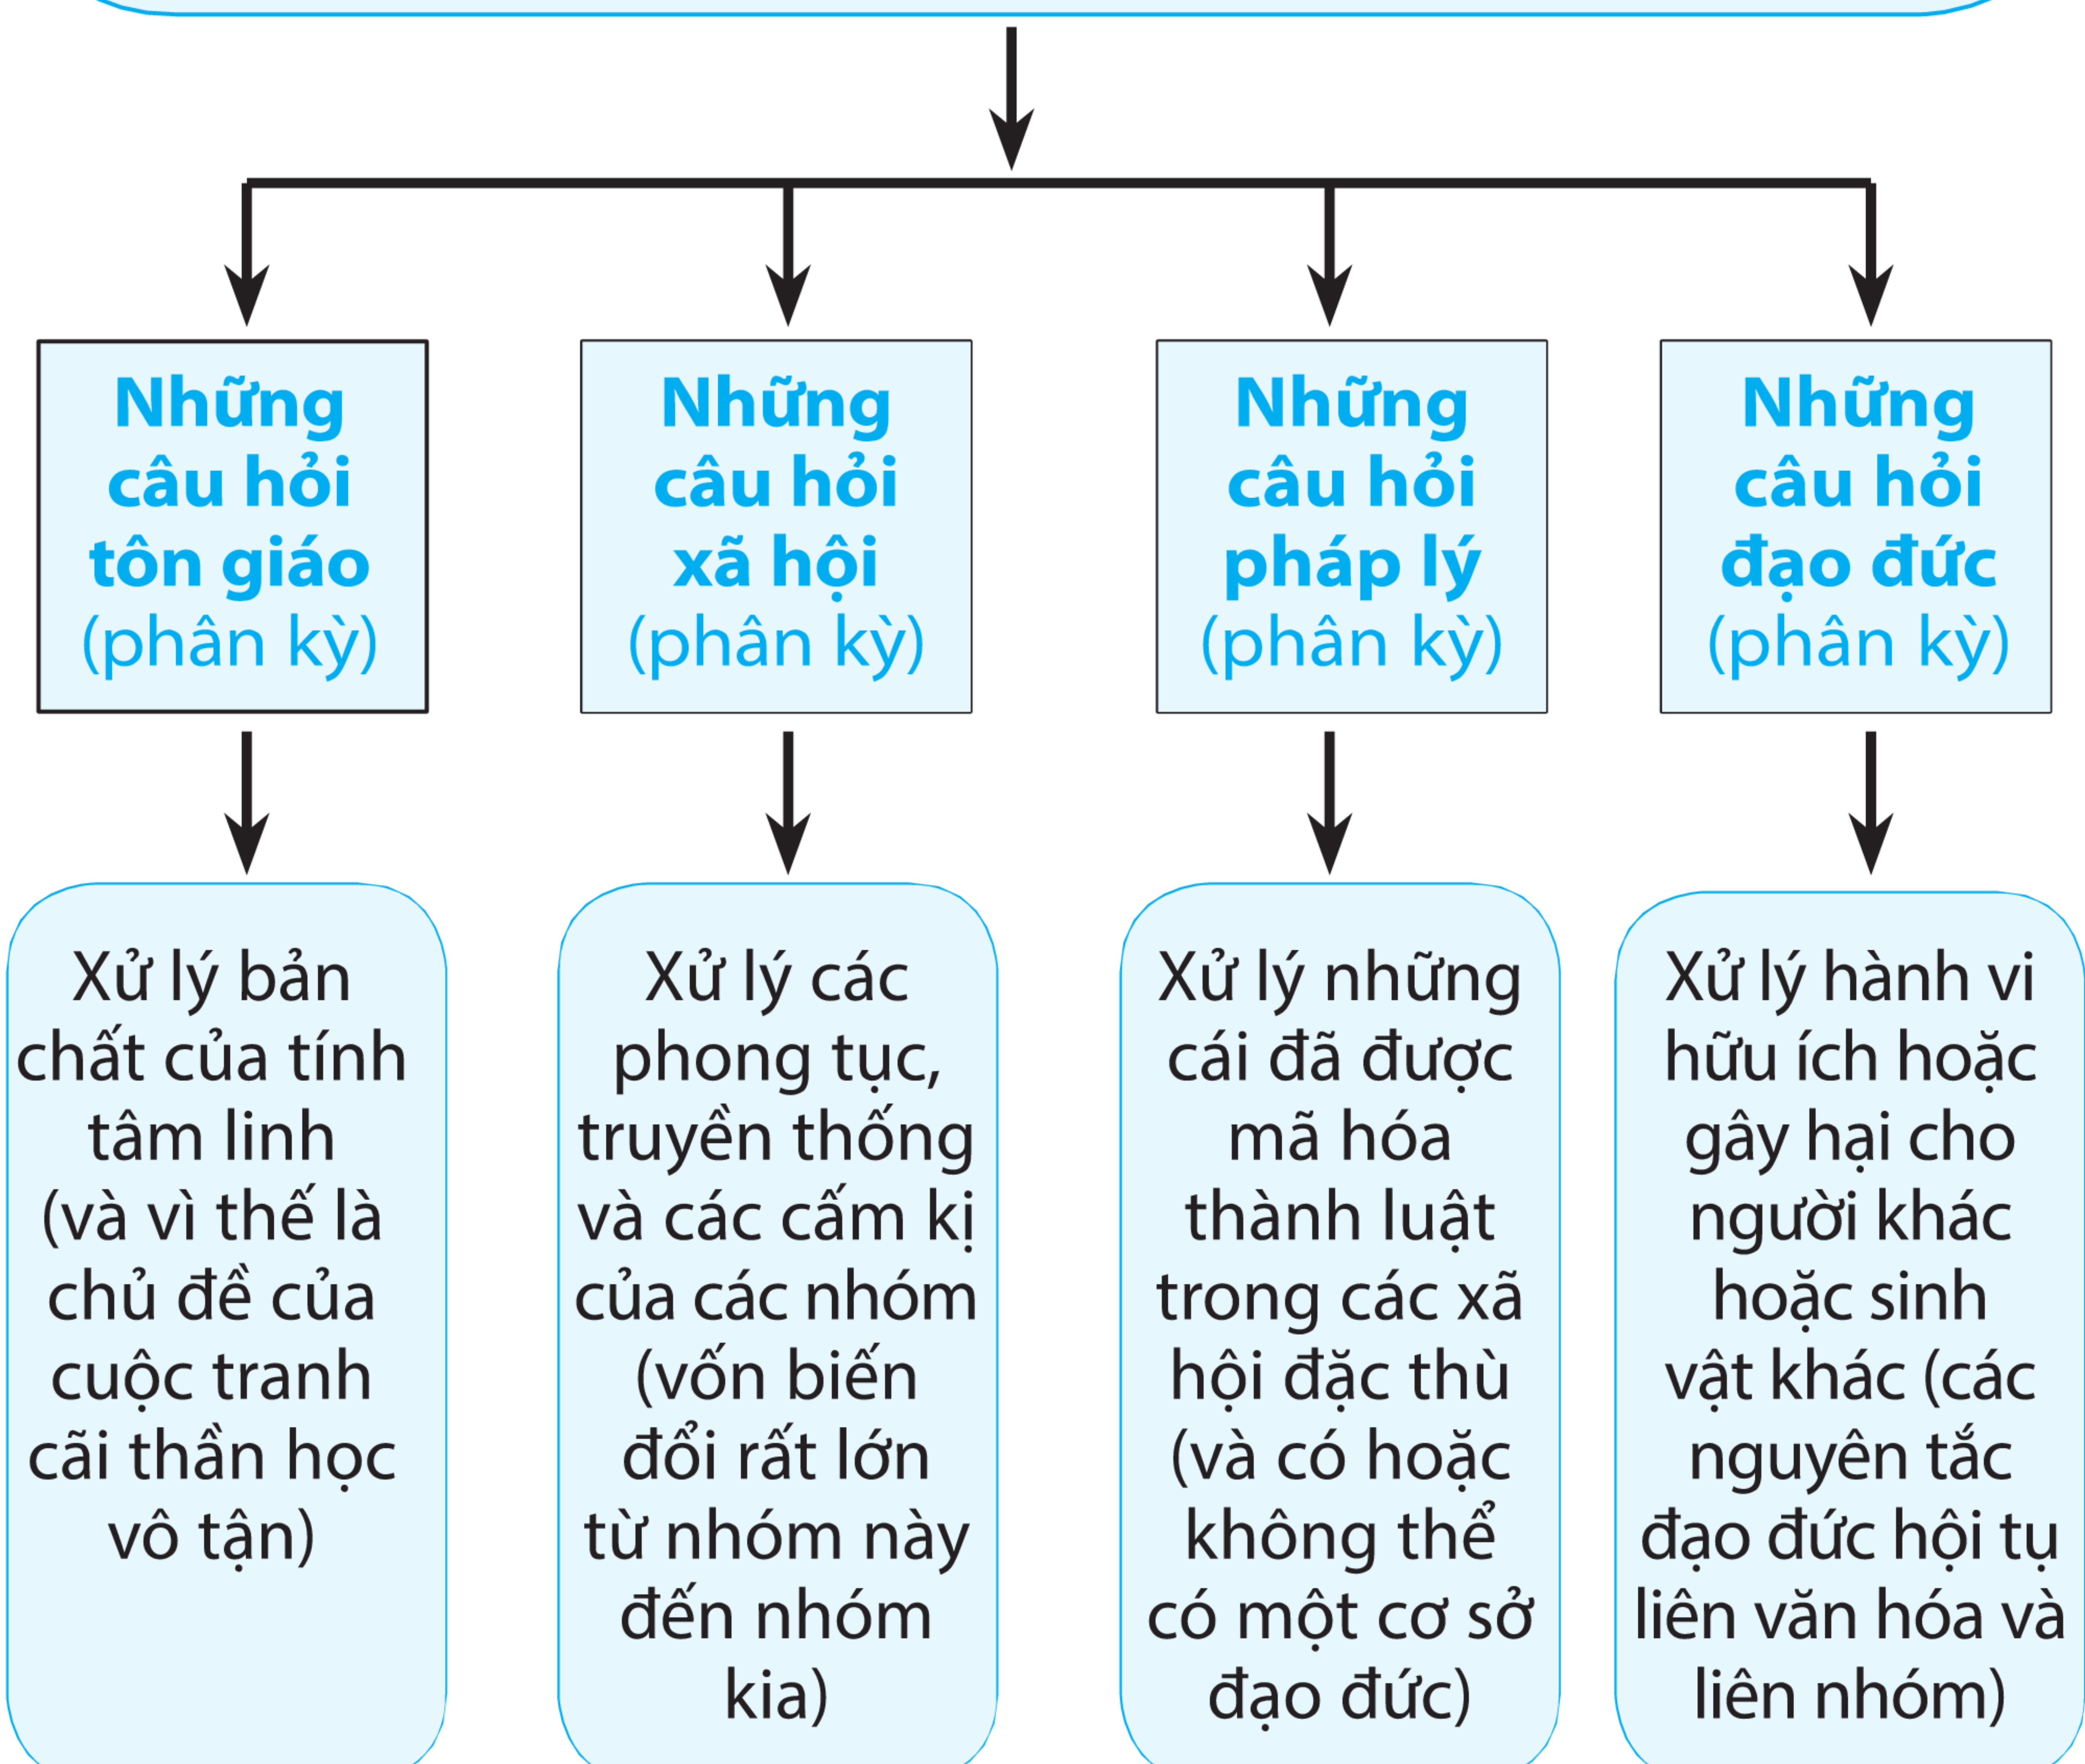 Những
câu hỏi
tôn giáo
(phân kỳ)
Những
câu hỏi
xã hội
(phân kỳ)
Những
câu hỏi
pháp lý
(phân kỳ)
Những
câu hỏi
đạo đức
(phân kỳ)
Xử lý bản
chất của tính
tâm linh
(và vì thế là
chủ đề của
cuộc tranh
cãi thần học
vô tận)
Xử lý các
phong tục,
truyền thống
và các cấm kị
của các nhóm
(vốn biến
đổi rất lớn
từ nhóm này
đến nhóm
kia)
Xử lý những
cái đã được
mã hóa
thành luật
trong các xã
hội đặc thù
(và có hoặc
không thể
có một cơ sở
đạo đức)
Xử lý hành vi
hữu ích hoặc
gây hại cho
người khác
hoặc sinh
vật khác (các
nguyên tắc
đạo đức hội tụ
liên văn hóa và
liên nhóm)